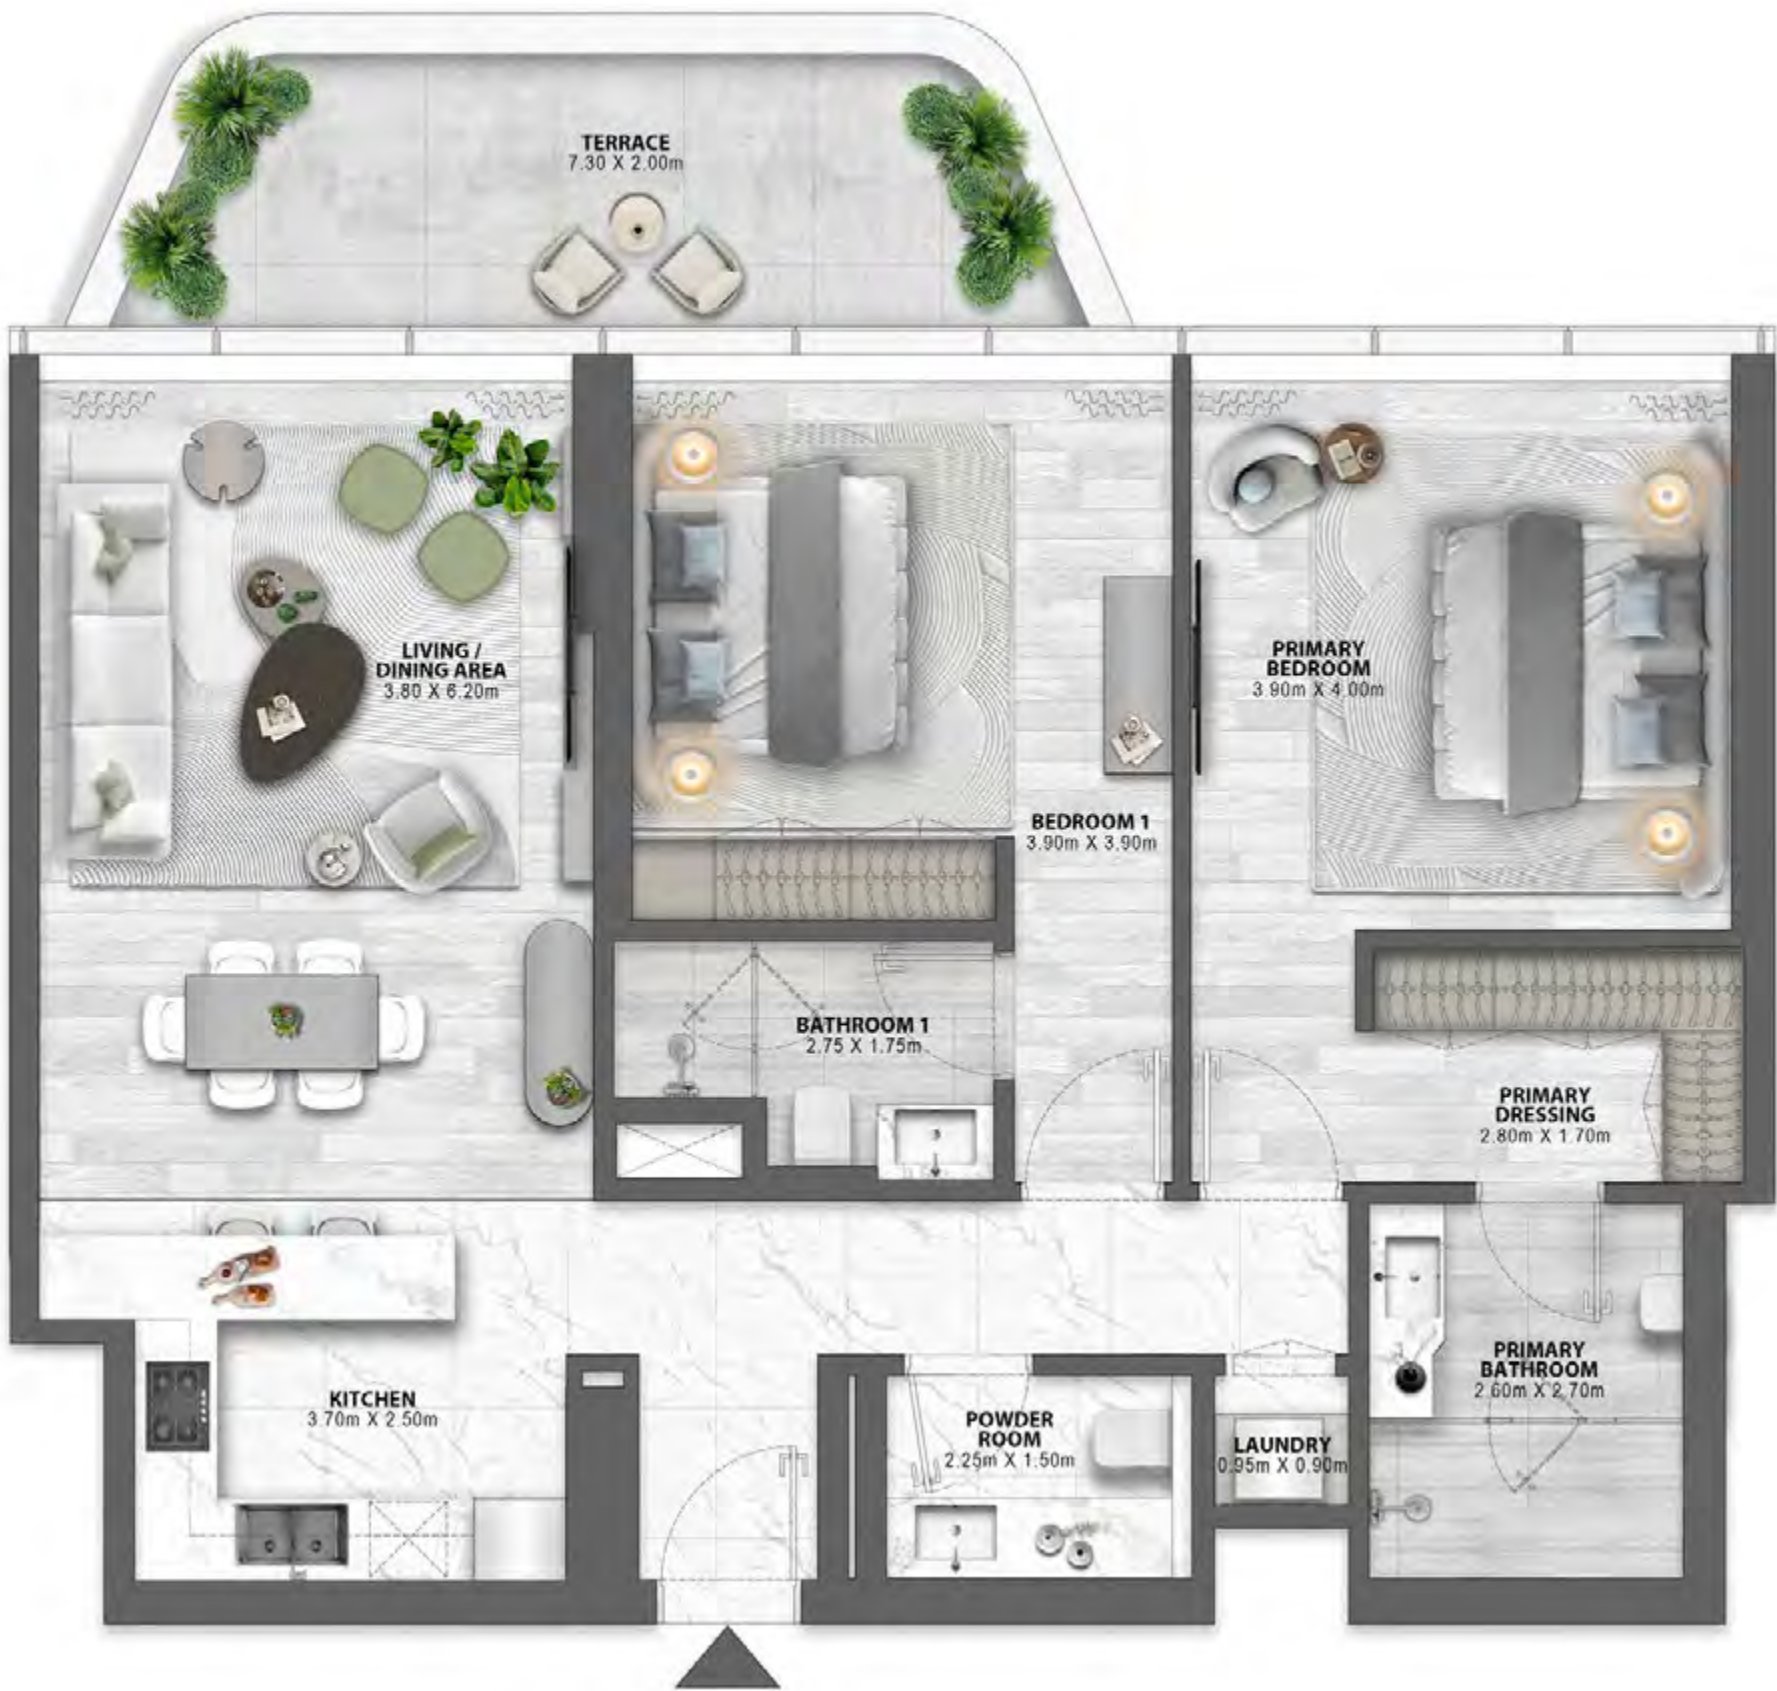 TERRACE
7.30 X 2.00m
LIVING /
DINING AREA
3.80 X 6.20m
PRIMARY
BEDROOM
3.90m X 4.00m
BEDROOM 1
3.90m X 3.90m
BATHROOM 1
2.75 X 1.75m
PRIMARY
DRESSING
2.80m X 1.70m
KITCHEN
3.70m X 2.50m
POWDER
ROOM
2.25m X 1.50m
LAUNDRY
0.95m X 0.90m
PRIMARY
BATHROOM
2.60m X 2.70m